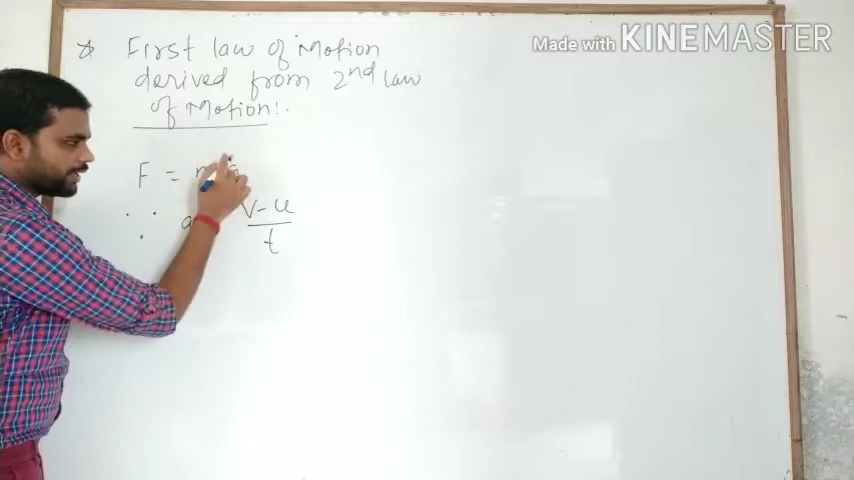 ☆ First law of Motion
derived from 2nd law
of Motion:.
F =
∴ a
v-u
t
Made with KINEMASTER